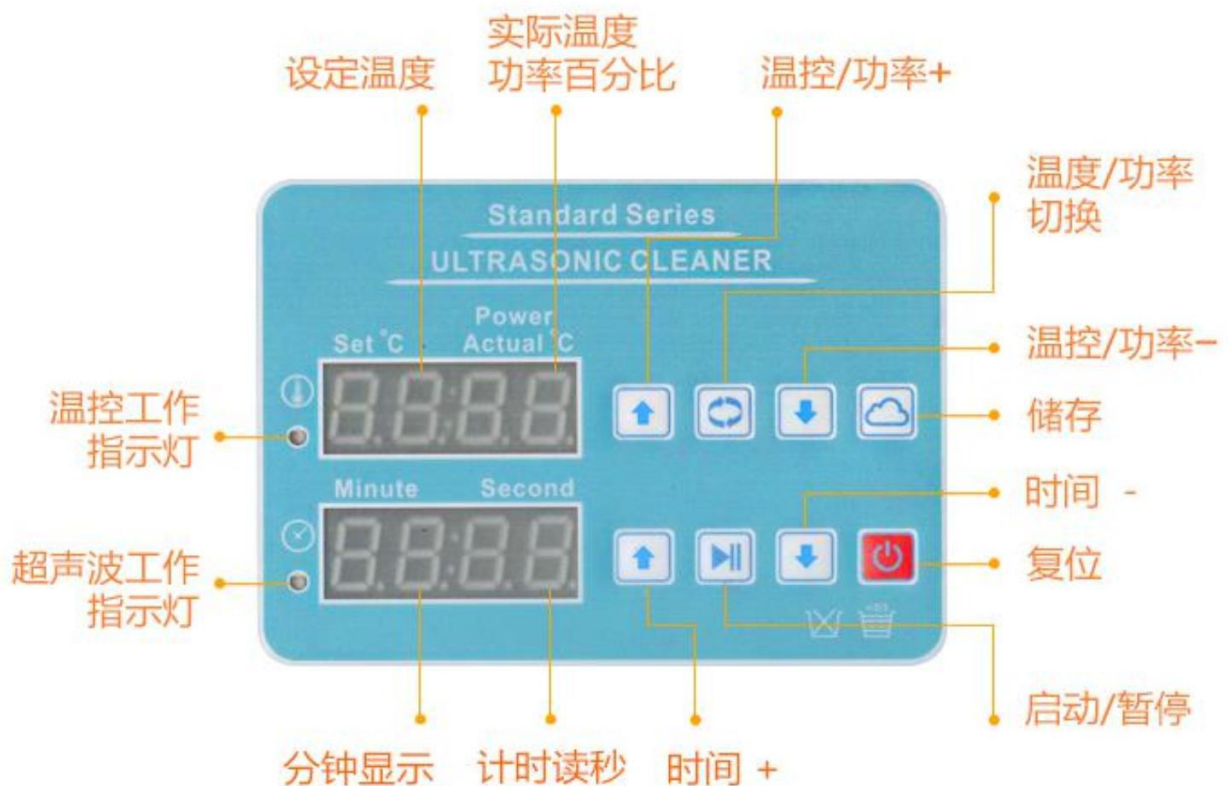 实际温度
功率百分比
设定温度
温控/功率+
温度/功率
切换
Standard Series
ULTRASONIC CLEANER
Power
Set °C
Actual °C
温控/功率-
温控工作
指示灯
储存
Minute
Second
时间 -
超声波工作
指示灯
复位
启动/暂停
分钟显示
计时读秒
时间 +